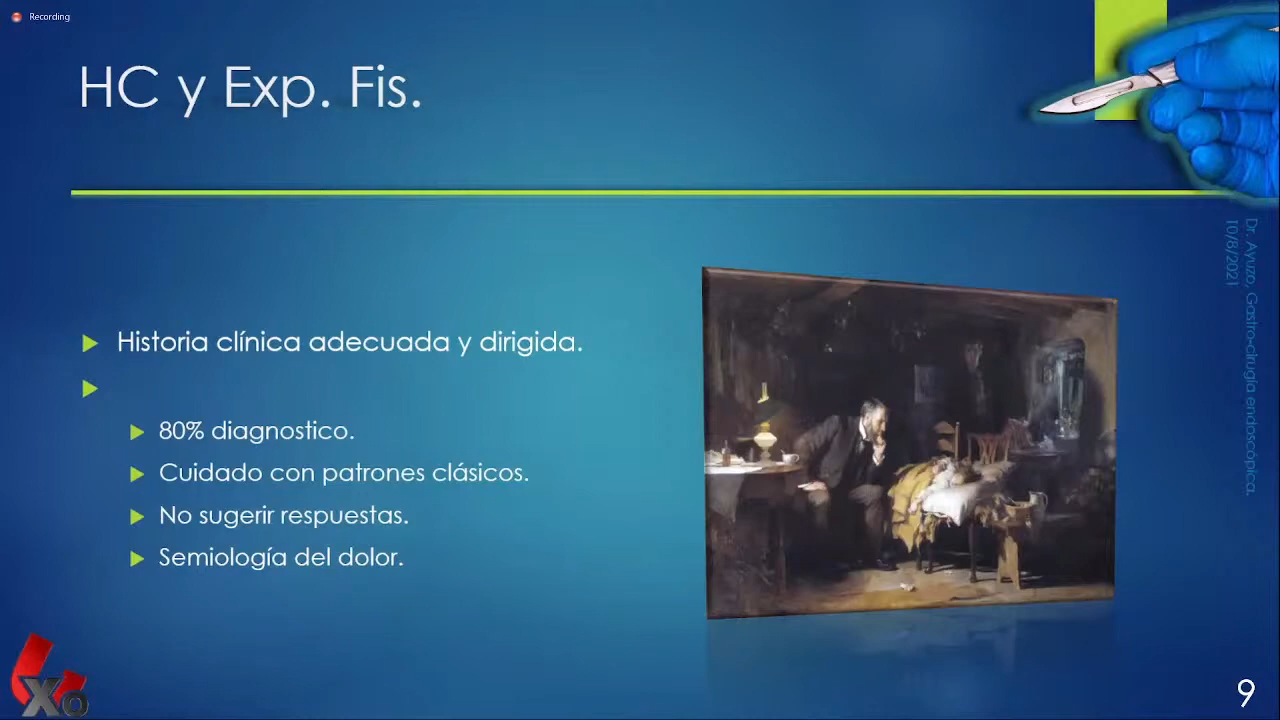 Recording
HC y Exp. Fis.
Historia clínica adecuada y dirigida.
80% diagnostico.
Cuidado con patrones clásicos.
No sugerir respuestas.
Semiología del dolor.
Dr. Ayuzo, Gastro-cirugía endoscópica.
10/8/2021
Xo
9